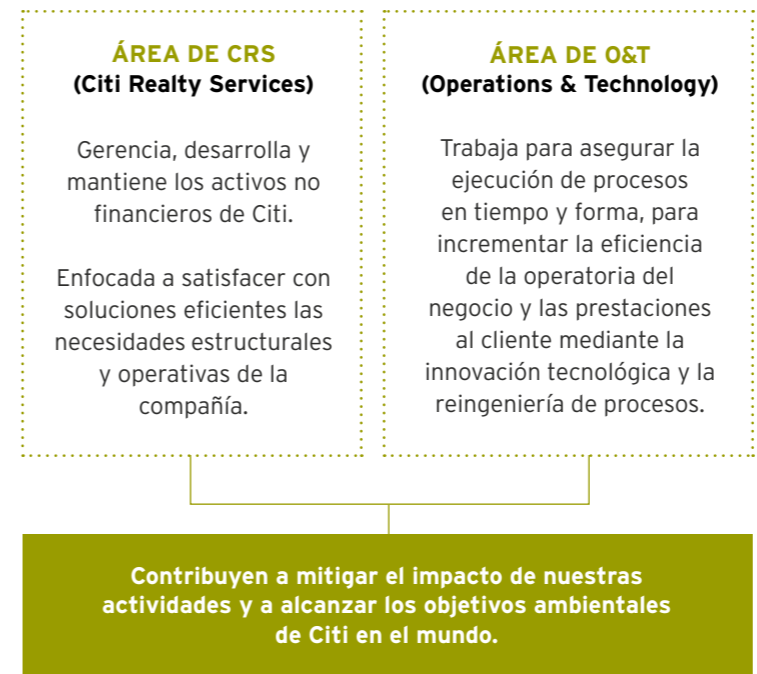 ÁREA DE CRS
(Citi Realty Services)
Gerencia, desarrolla y
mantiene los activos no
financieros de Citi.
Enfocada a satisfacer con
soluciones eficientes las
necesidades estructurales
y operativas de la
compañía.
ÁREA DE O&T
(Operations & Technology)
Trabaja para asegurar la
ejecución de procesos
en tiempo y forma, para
incrementar la eficiencia
de la operatoria del
negocio y las prestaciones
al cliente mediante la
innovación tecnológica y la
reingeniería de procesos.
Contribuyen a mitigar el impacto de nuestras
actividades y a alcanzar los objetivos ambientales
de Citi en el mundo.